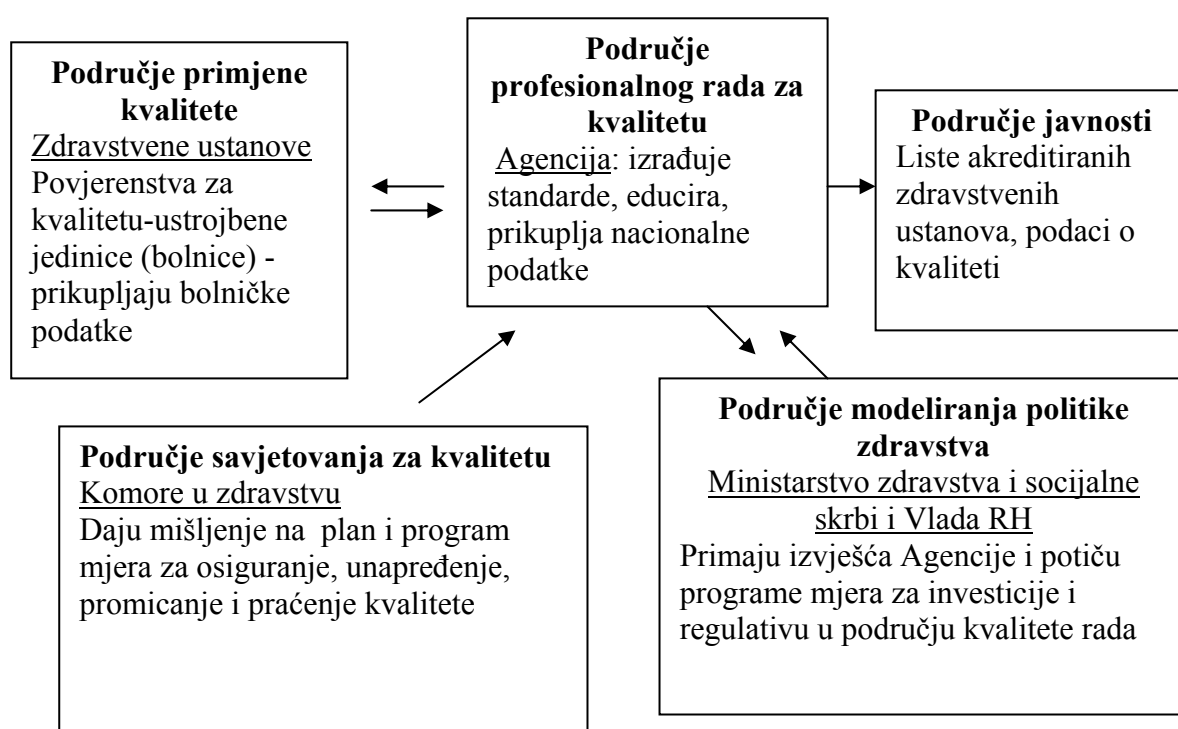 Područje primjene
kvalitete
Zdravstvene ustanove
Povjerenstva za
kvalitetu-ustrojbene
jedinice (bolnice) -
prikupljaju bolničke
podatke
Područje
profesionalnog rada za
kvalitetu
Agencija: izrađuje
standarde, educira,
prikuplja nacionalne
podatke
Područje javnosti
Liste akreditiranih
zdravstvenih
ustanova, podaci o
kvaliteti
Područje savjetovanja za kvalitetu
Komore u zdravstvu
Daju mišljenje na plan i program
mjera za osiguranje, unapređenje,
promicanje i praćenje kvalitete
Područje modeliranja politike
zdravstva
Ministarstvo zdravstva i socijalne
skrbi i Vlada RH
Primaju izvješća Agencije i potiču
programe mjera za investicije i
regulativu u području kvalitete rada